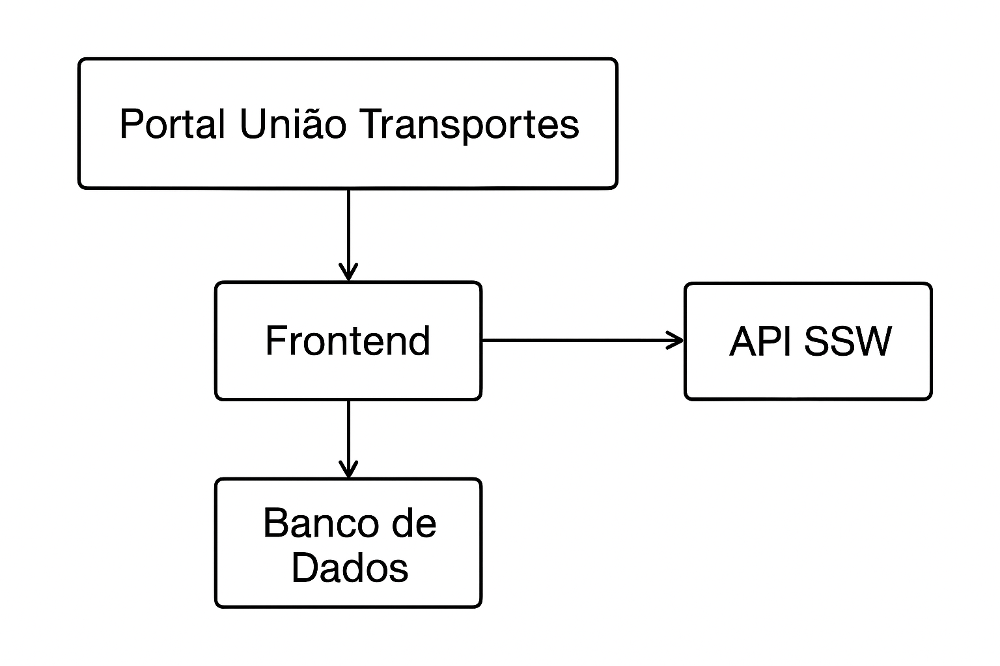 Portal União Transportes
Frontend
API SSW
Banco de
Dados